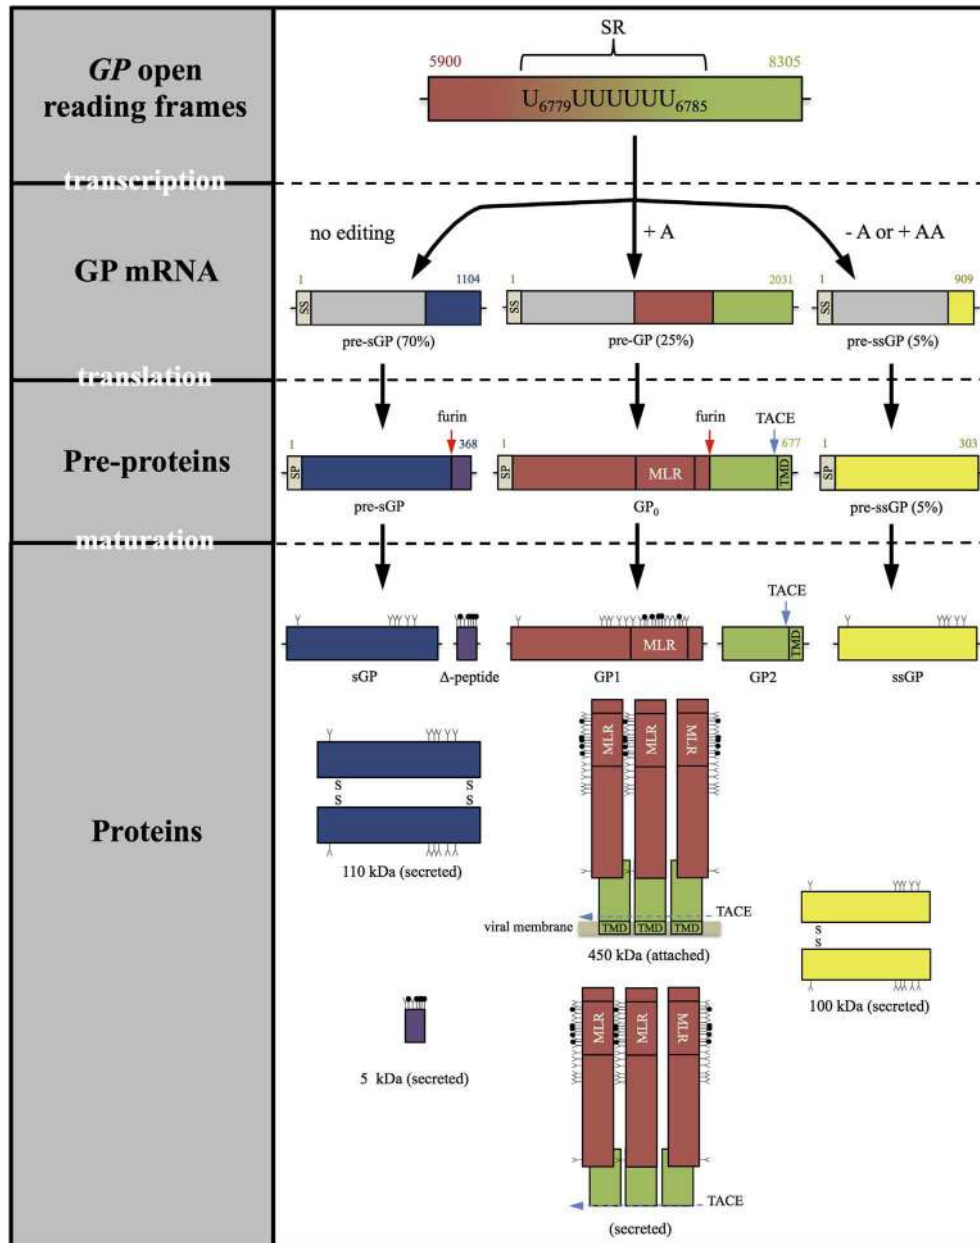 SR
GP open
reading frames
5900
8305
U6779UUUUUU6785
transcription
no editing
+ A
- A or + AA
GP mRNA
1
1104
1
2031
1
909
SS
SS
SS
pre-sGP (70%)
pre-GP (25%)
pre-ssGP (5%)
translation
furin
furin
TACE
Pre-proteins
1
368
1
677
1
303
SP
SP
MLR
TMD
SP
pre-sGP
GP0
pre-ssGP (5%)
maturation
TACE
MLR
TMD
sGP
Δ-peptide
GP1
GP2
ssGP
Proteins
MLR
MLR
MLR
S
S
S
S
110 kDa (secreted)
TACE
viral membrane
TMD
TMD
TMD
450 kDa (attached)
S
S
100 kDa (secreted)
MLR
MLR
MLR
5 kDa (secreted)
TACE
(secreted)